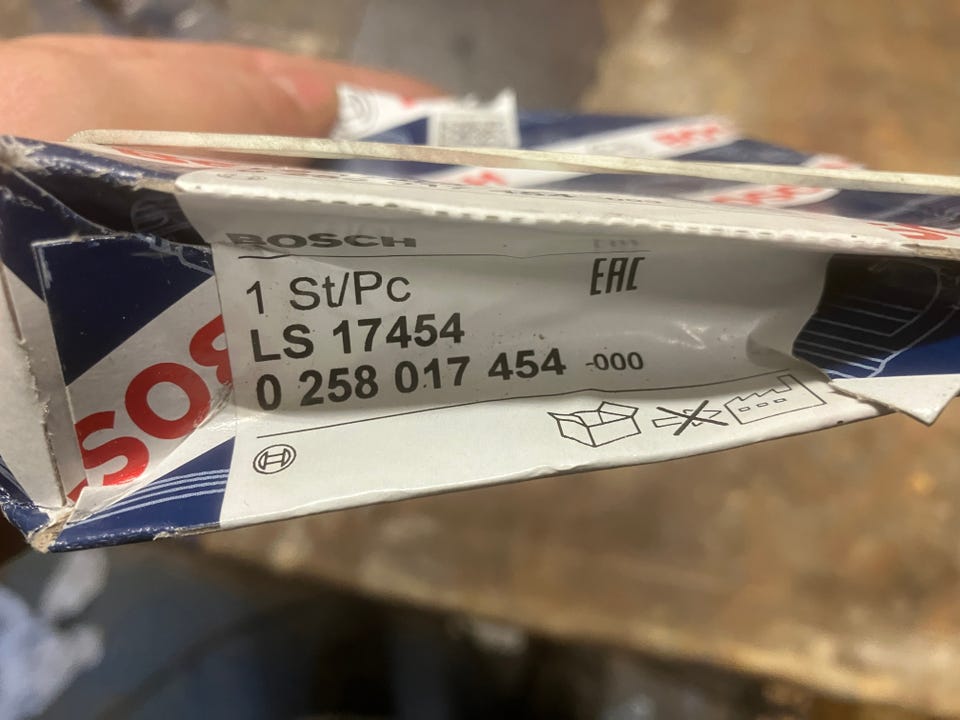 BOSCH
EAC
1 St/Pc
LS 17454
0 258 017 454 -000